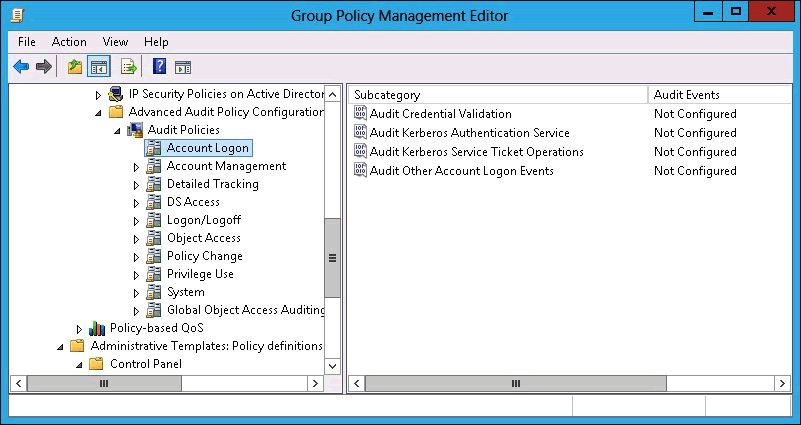 Group Policy Management Editor
File Action View Help
IP Security Policies on Active Director
Advanced Audit Policy Configuration
Audit Policies
Account Logon
Account Management
Detailed Tracking
DS Access
Logon/Logoff
Object Access
Policy Change
Privilege Use
System
Global Object Access Auditing
Policy-based QoS
Administrative Templates: Policy definitions
Control Panel
Subcategory Audit Events
Audit Credential Validation Not Configured
Audit Kerberos Authentication Service Not Configured
Audit Kerberos Service Ticket Operations Not Configured
Audit Other Account Logon Events Not Configured